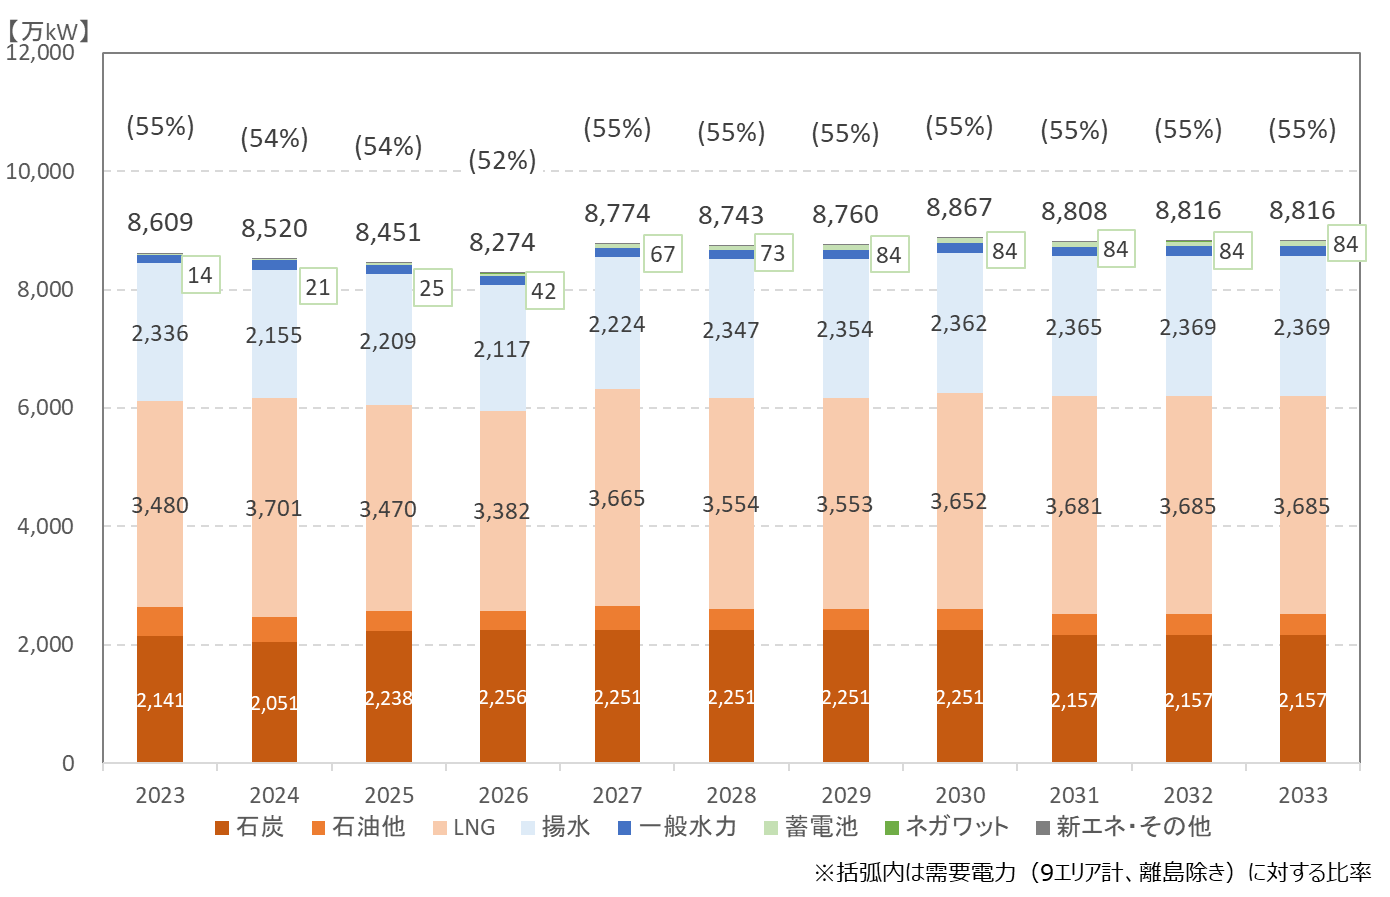 【万kW】
12,000
10,000
8,000
6,000
4,000
2,000
0
(55%) (54%) (54%) (52%) (55%) (55%) (55%) (55%) (55%) (55%) (55%)
8,609 8,520 8,451 8,274 8,774 8,743 8,760 8,867 8,808 8,816 8,816
14 21 25 42 67 73 84 84 84 84 84
2,336 2,155 2,209 2,117 2,224 2,347 2,354 2,362 2,365 2,369 2,369
3,480 3,701 3,470 3,382 3,665 3,554 3,553 3,652 3,681 3,685 3,685
2,141 2,051 2,238 2,256 2,251 2,251 2,251 2,251 2,157 2,157 2,157
2023 2024 2025 2026 2027 2028 2029 2030 2031 2032 2033
石炭 石油他 LNG 揚水 一般水力 蓄電池 ネガワット 新エネ・その他
※括弧内は需要電力（9エリア計、離島除き）に対する比率